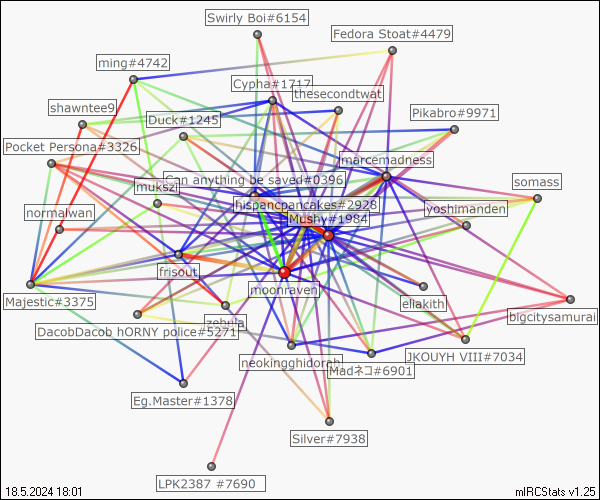 Swirly Boi#6154
Fedora Stoat#4479
ming#4742
Cypha#1717
thesecondtwat
shawntee9
Duck#1245
Pikabro#9971
Pocket Persona#3326
marcemadness
Can anything be saved#0396
mukszi
somass
hispancpancakes#2928
normalwan
Mushy#1984
yoshimanden
frisout
moonraven
Majestic#3375
eliakith
bigcitysamurai
zebuia
DacobDacob hORNY police#5271
neokingghidorah
JKOUYH VIII#7034
Madネコ#6901
Eg.Master#1378
Silver#7938
LPK2387 #7690
18.5.2024 18:01
mIRCStats v1.25